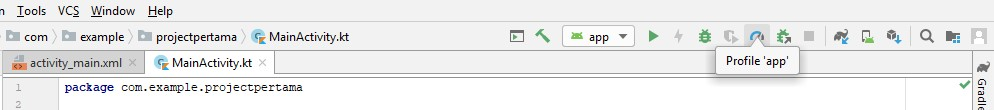 Tools VCS Window Help
com example projectpertama MainActivity.kt app
Profile 'app'
activity_main.xml MainActivity.kt
1 package com.example.projectpertama
2
Gradle